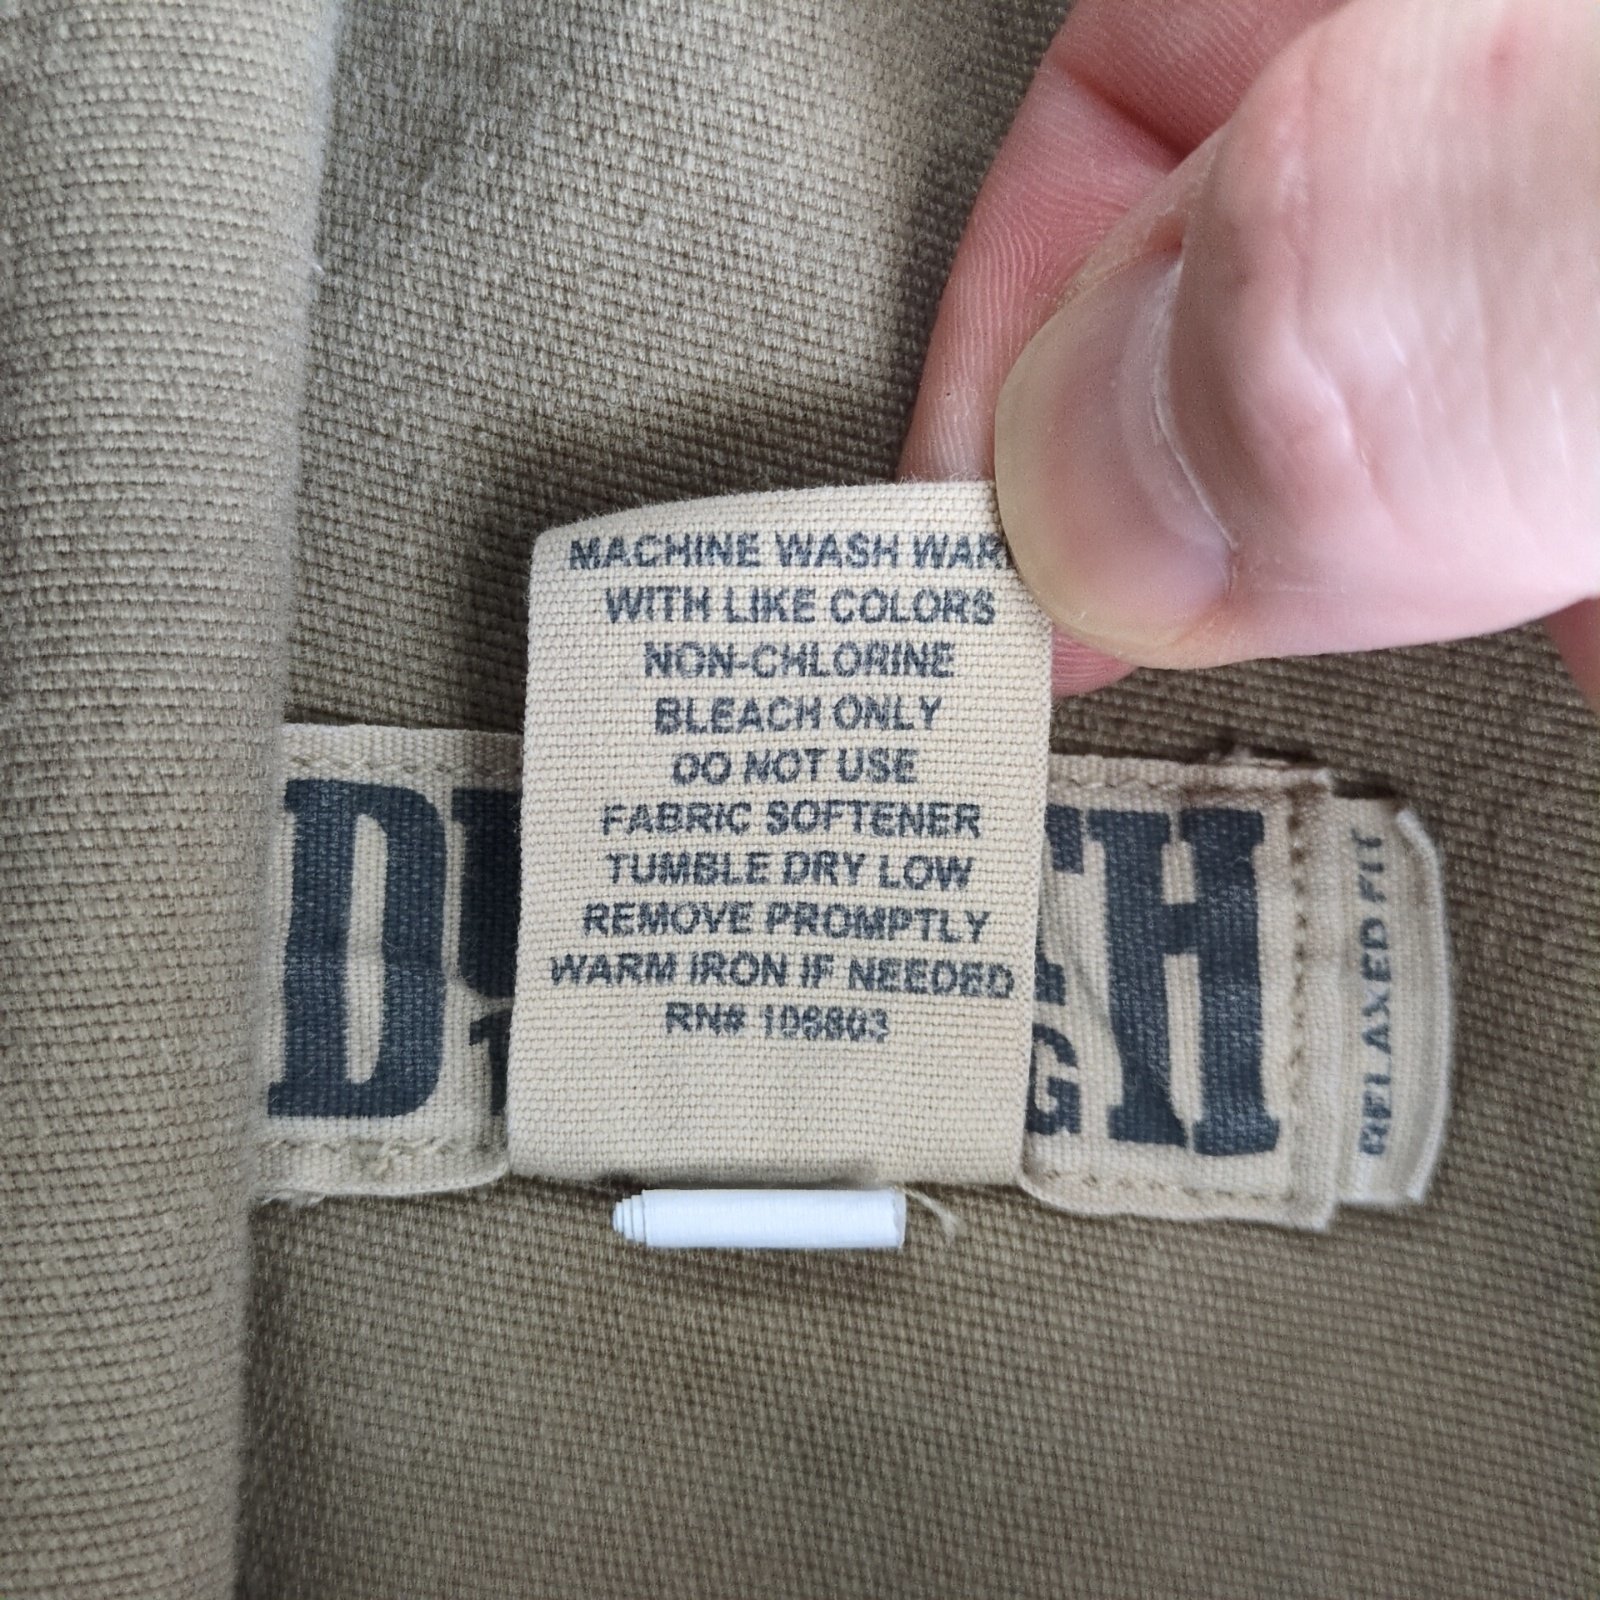 MACHINE WASH WAR
WITH LIKE COLORS
NON-CHLORINE
BLEACH ONLY
DO NOT USE
FABRIC SOFTENER
TUMBLE DRY LOW
REMOVE PROMPTLY
WARM IRON IF NEEDED
RN# 106803
RELAXED FIT